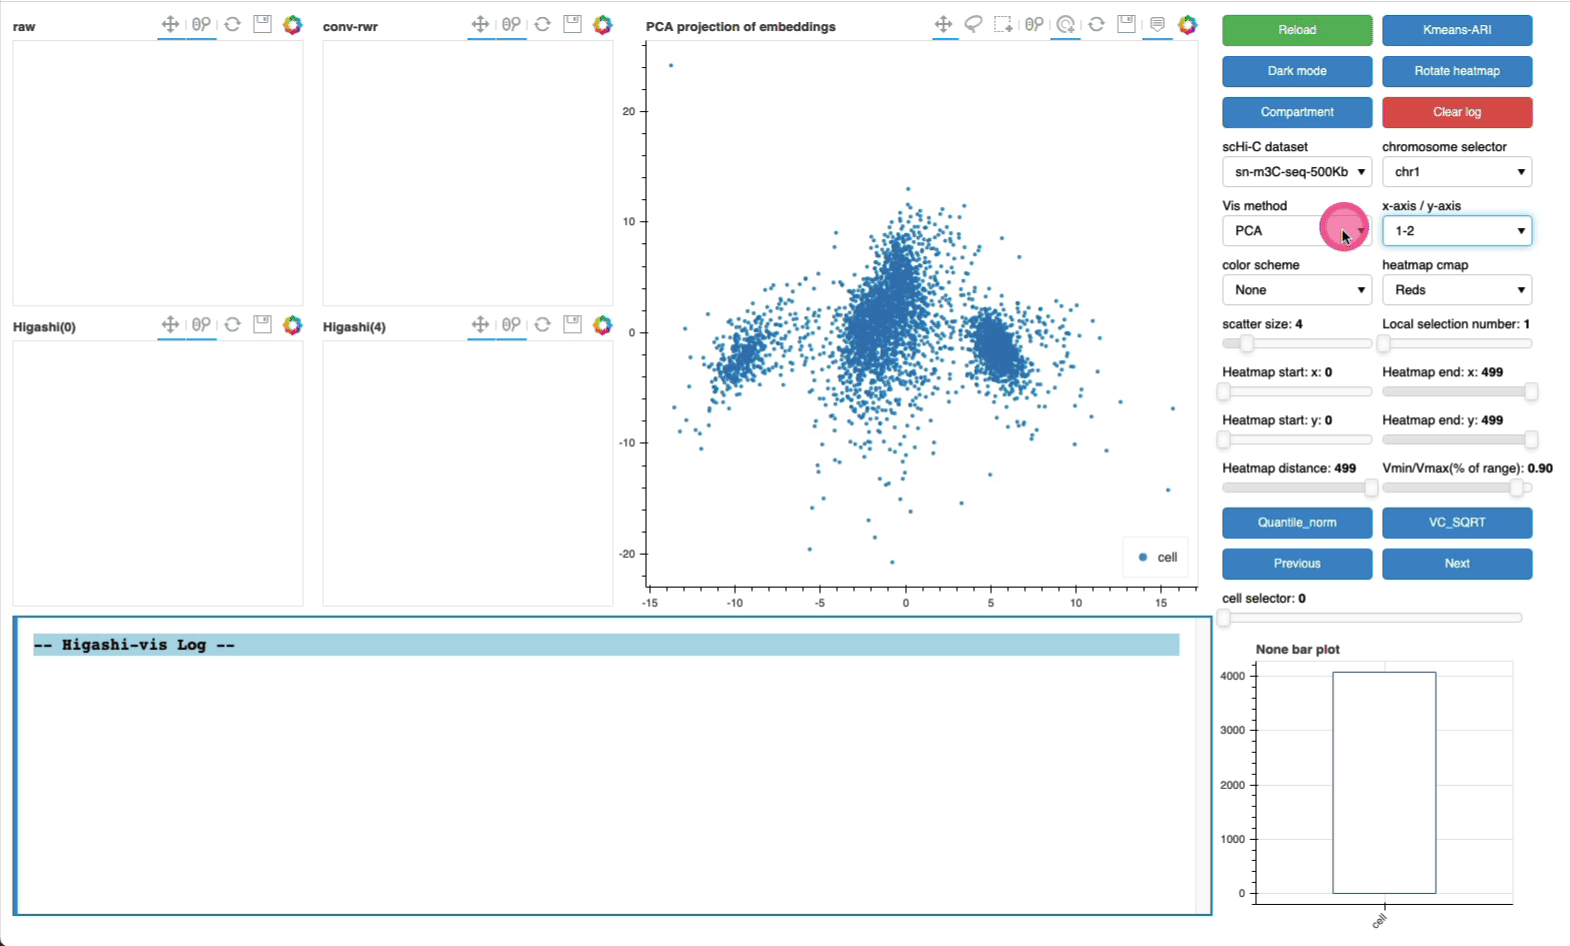 raw
conv-rwr
PCA projection of embeddings
20
10
0
-10
-20
-15
-10
-5
0
5
10
15
cell
Higashi(0)
Higashi(4)
-- Higashi-vis Log --
Reload
Kmeans-ARI
Dark mode
Rotate heatmap
Compartment
Clear log
scHi-C dataset
chromosome selector
sn-m3C-seq-500Kb
chr1
Vis method
x-axis / y-axis
PCA
1-2
color scheme
heatmap cmap
None
Reds
scatter size: 4
Local selection number: 1
Heatmap start: x: 0
Heatmap end: x: 499
Heatmap start: y: 0
Heatmap end: y: 499
Heatmap distance: 499
Vmin/Vmax(% of range): 0.90
Quantile_norm
VC_SQRT
Previous
Next
cell selector: 0
None bar plot
4000
3000
2000
1000
0
cell